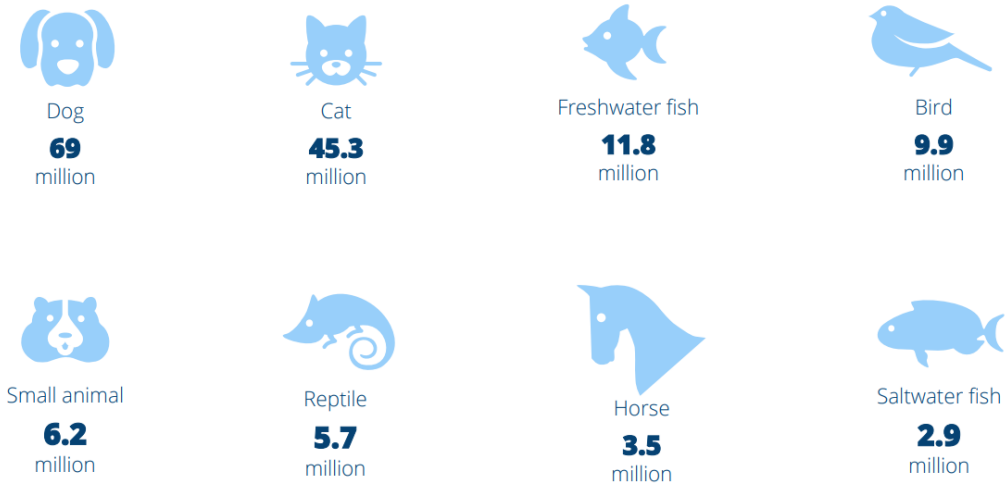 Dog
69
million
Cat
45.3
million
Freshwater fish
11.8
million
Bird
9.9
million
Small animal
6.2
million
Reptile
5.7
million
Horse
3.5
million
Saltwater fish
2.9
million